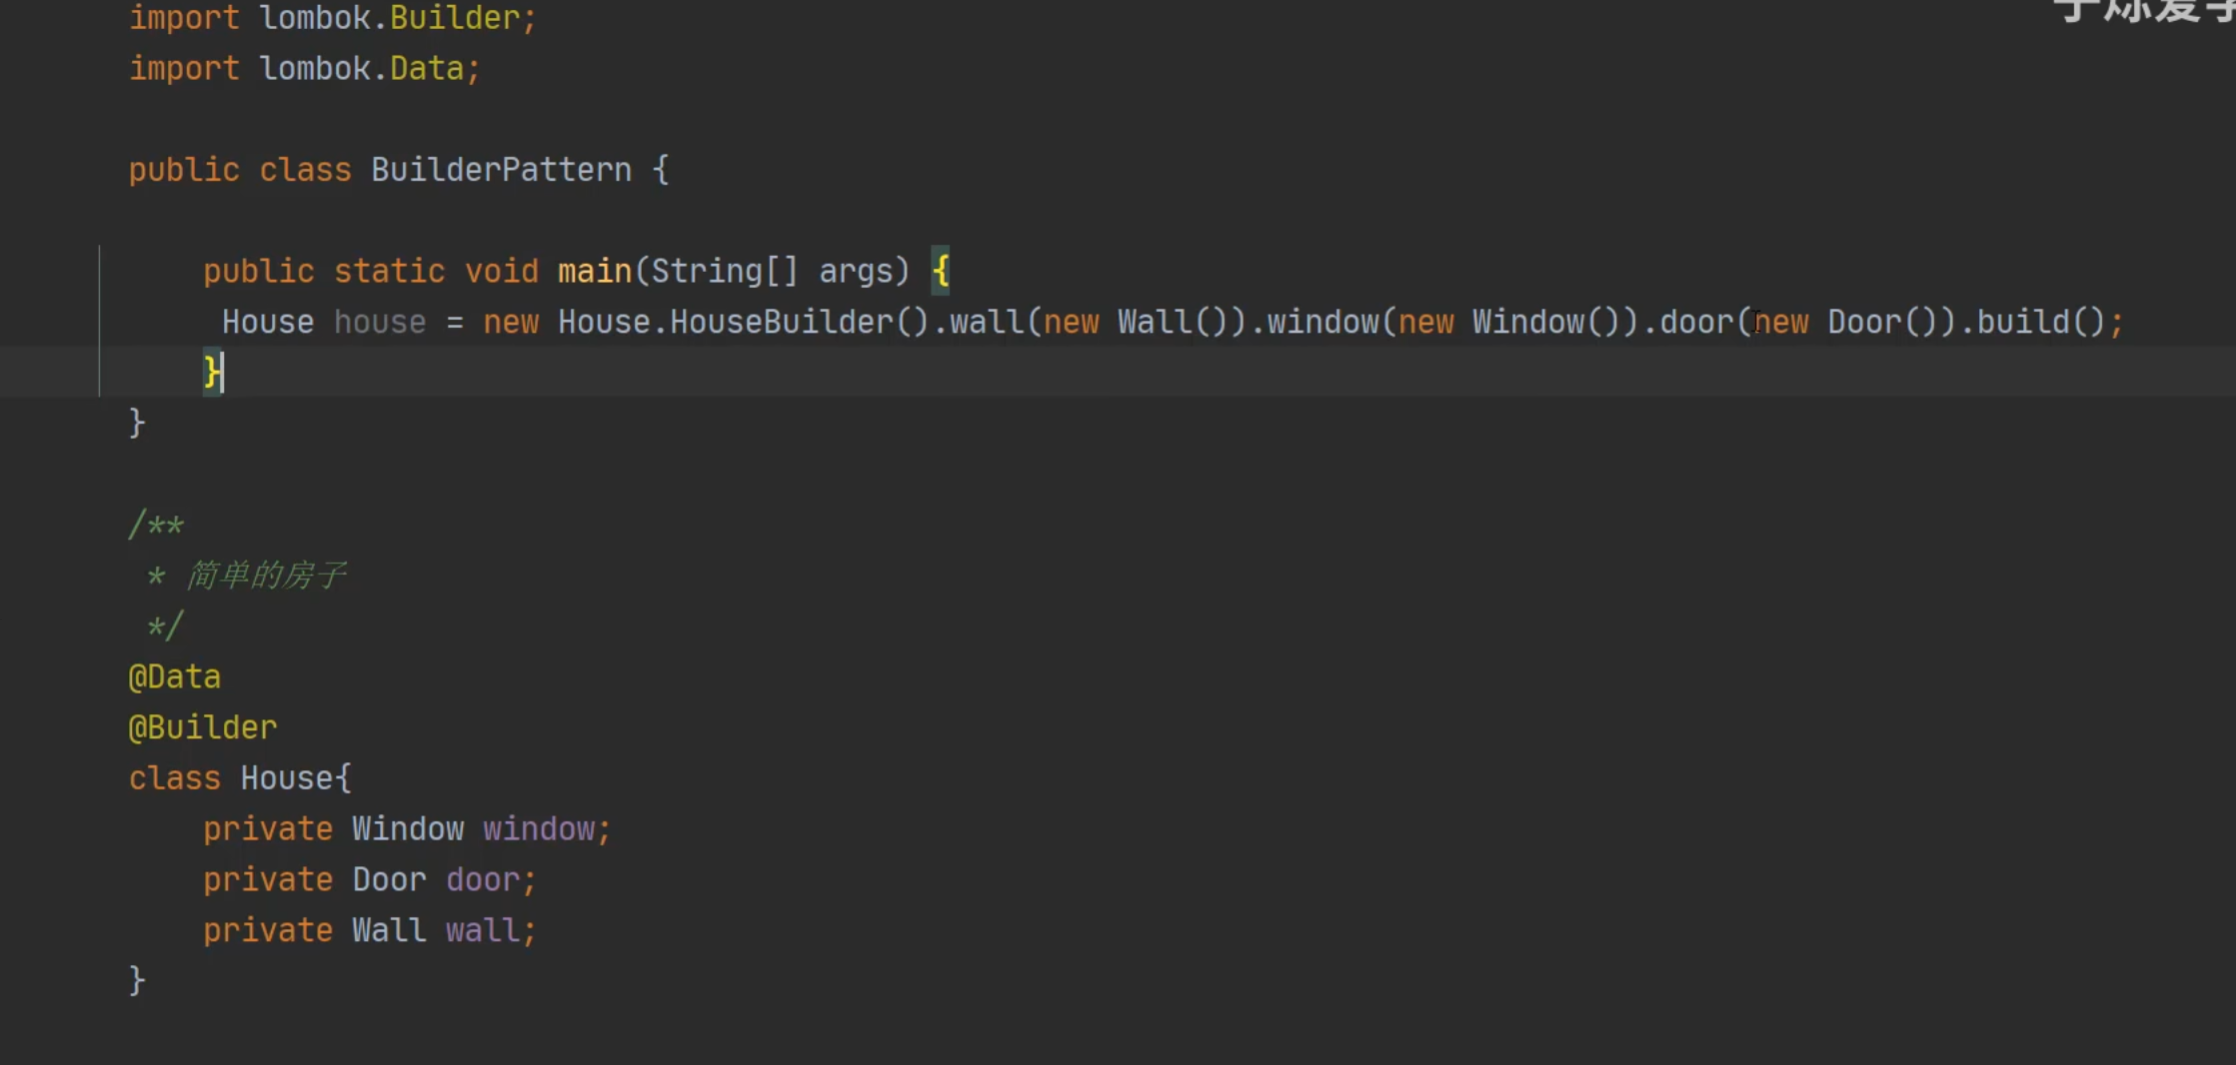 import lombok.Builder;
import lombok.Data;
public class BuilderPattern {
public static void main(String[] args) {
House house = new House.HouseBuilder().wall(new Wall()).window(new Window()).door(new Door()).build();
}
}
/**
* 简单的房子
*/
@Data
@Builder
class House{
private Window window;
private Door door;
private Wall wall;
}